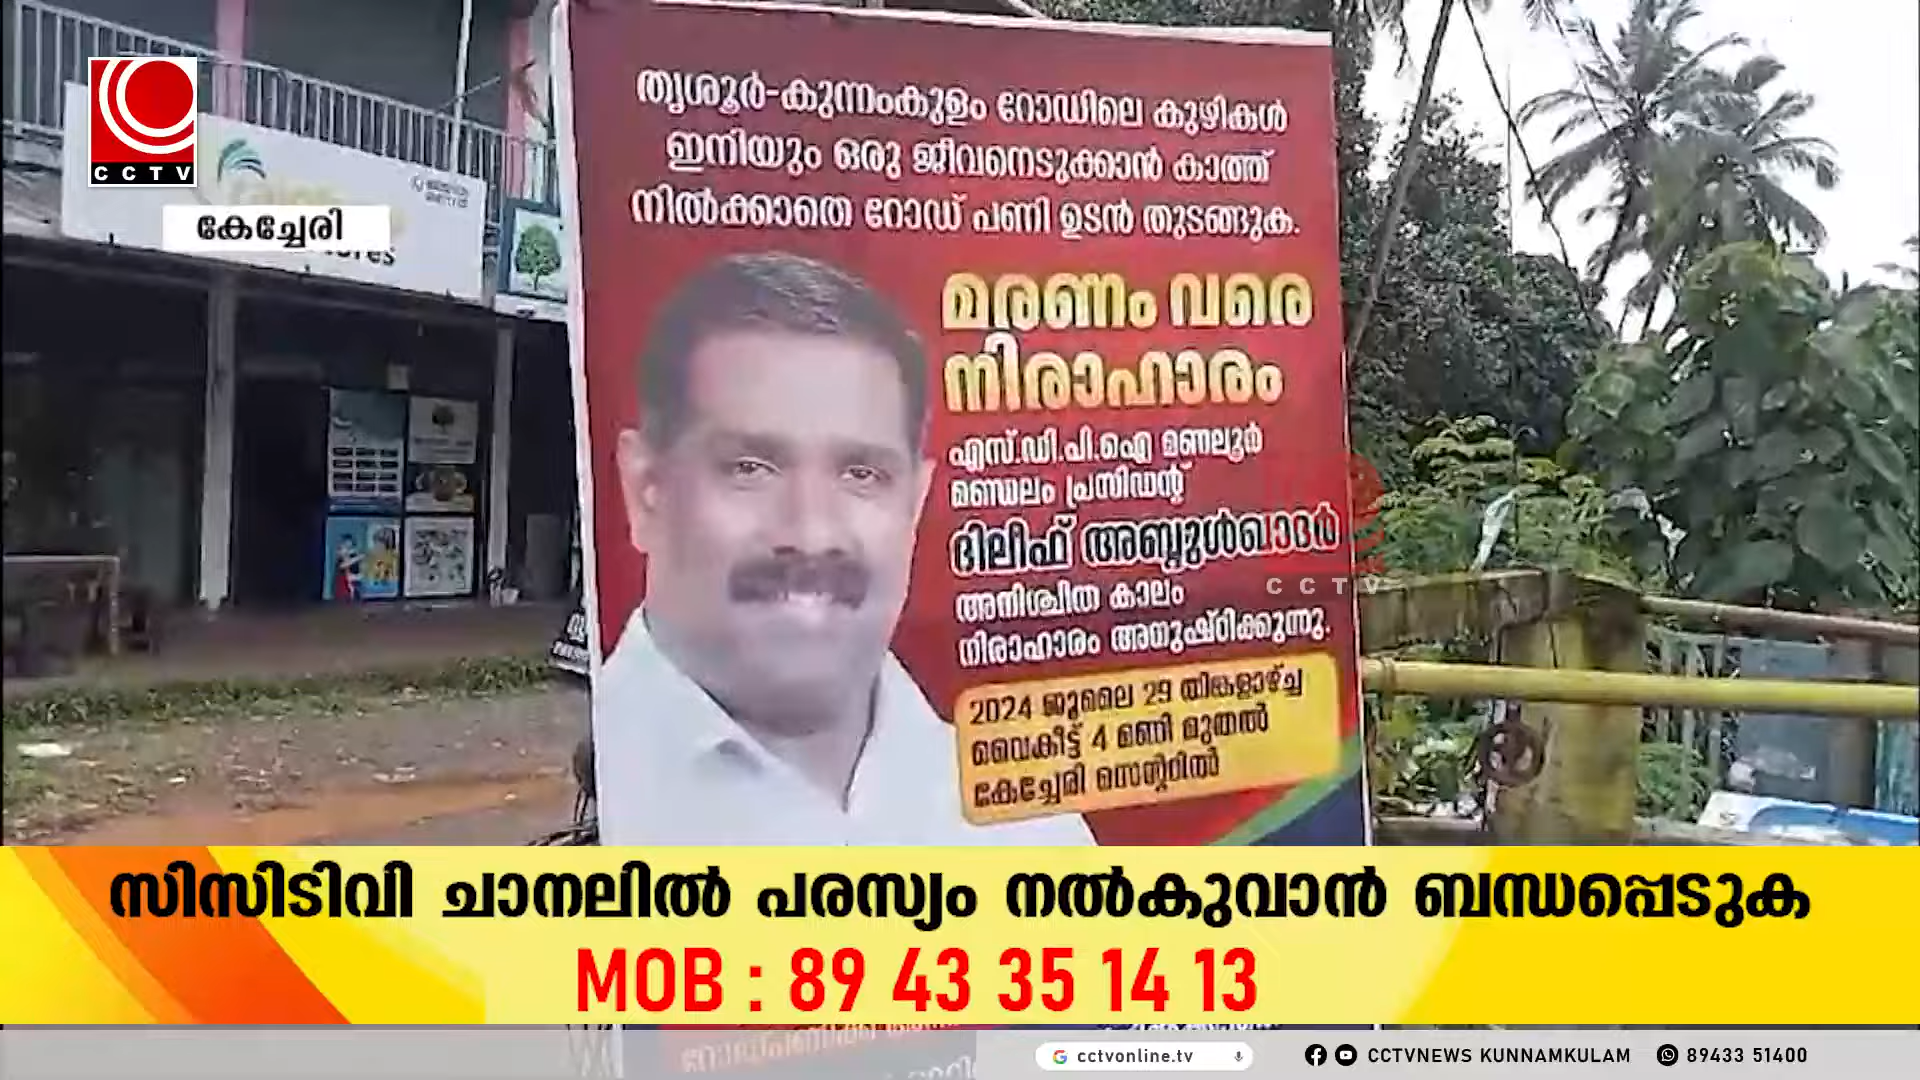 CCTV
കേച്ചേരി
തൃശൂർ-കുന്നംകുളം റോഡിലെ കുഴികൾ
ഇനിയും ഒരു ജീവനെടുക്കാൻ കാത്ത്
നിൽക്കാതെ റോഡ് പണി ഉടൻ തുടങ്ങുക.
മരണം വരെ
നിരാഹാരം
എസ്.ഡി.പി.ഐ മണലൂർ
മണ്ഡലം പ്രസിഡന്റ്
ദിലീഫ് അബ്ദുൾഖാദർ
അനിശ്ചിത കാലം
നിരാഹാരം അനുഷ്ഠിക്കുന്നു.
2024 ജൂലൈ 29 തിങ്കളാഴ്ച്ച
വൈകീട്ട് 4 മണി മുതൽ
കേച്ചേരി സെന്ററിൽ
CCTV
സിസിടിവി ചാനലിൽ പരസ്യം നൽകുവാൻ ബന്ധപ്പെടുക
MOB : 89 43 35 14 13
cctvonline.tv
CCTVNEWS KUNNAMKULAM
89433 51400